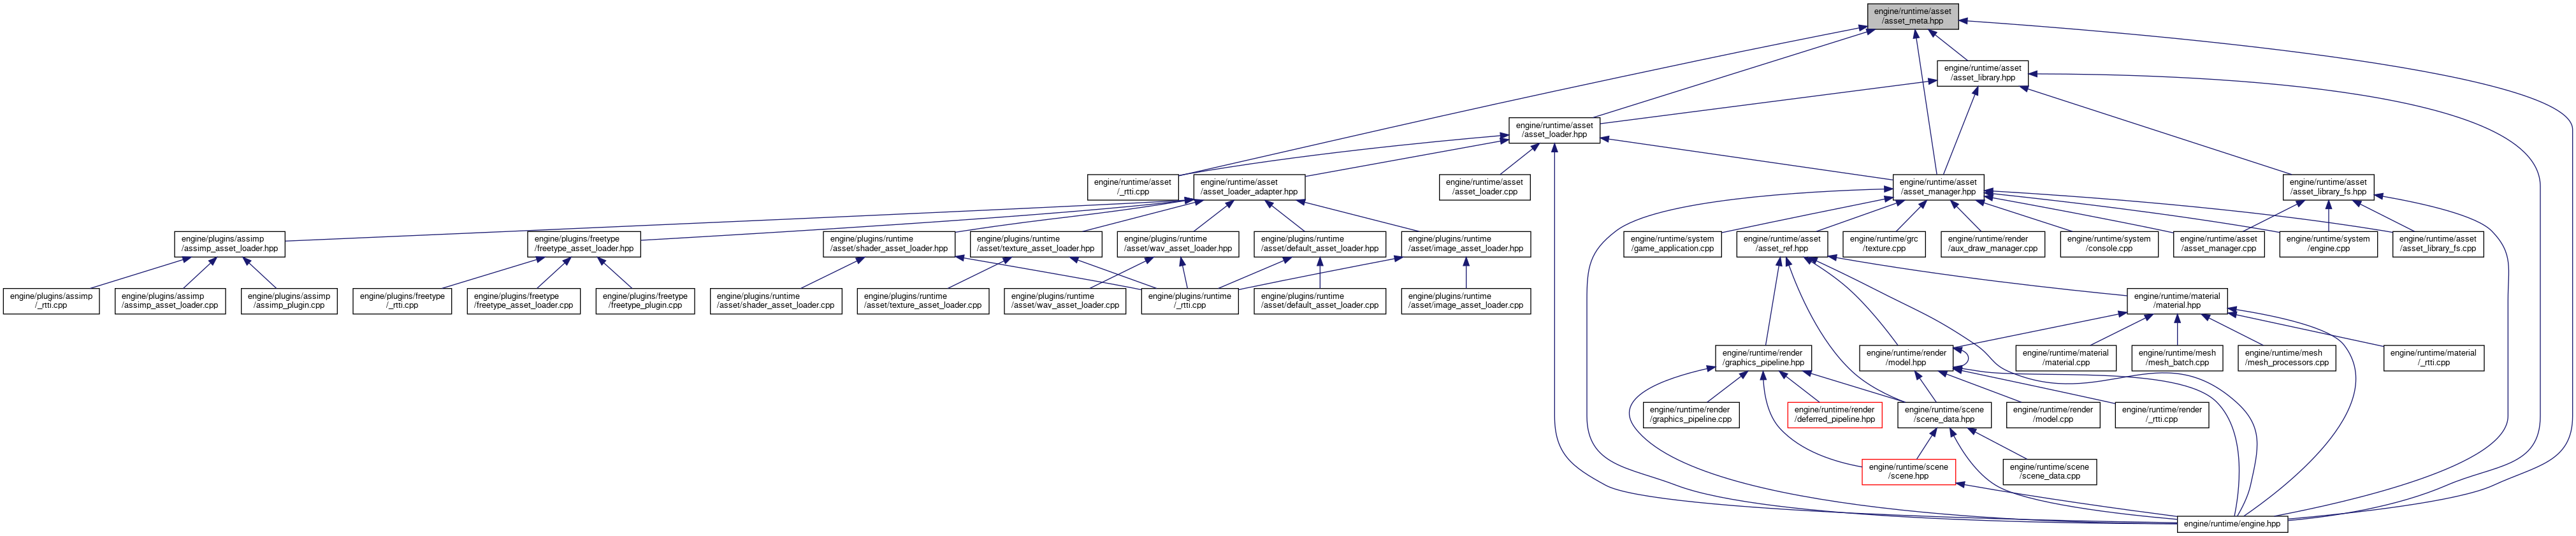 engine/runtime/asset
/asset_meta.hpp
engine/runtime/asset
/asset_library.hpp
engine/runtime/asset
/asset_loader.hpp
engine/runtime/asset
/_rtti.cpp
engine/runtime/asset
/asset_loader_adapter.hpp
engine/runtime/asset
/asset_loader.cpp
engine/runtime/asset
/asset_manager.hpp
engine/runtime/asset
/asset_library_fs.hpp
engine/plugins/assimp
/assimp_asset_loader.hpp
engine/plugins/freetype
/freetype_asset_loader.hpp
engine/plugins/runtime
/asset/shader_asset_loader.hpp
engine/plugins/runtime
/asset/texture_asset_loader.hpp
engine/plugins/runtime
/asset/wav_asset_loader.hpp
engine/plugins/runtime
/asset/default_asset_loader.hpp
engine/plugins/runtime
/asset/image_asset_loader.hpp
engine/runtime/system
/game_application.cpp
engine/runtime/asset
/asset_ref.hpp
engine/runtime/grc
/texture.cpp
engine/runtime/render
/aux_draw_manager.cpp
engine/runtime/system
/console.cpp
engine/runtime/asset
/asset_manager.cpp
engine/runtime/system
/engine.cpp
engine/runtime/asset
/asset_library_fs.cpp
engine/plugins/assimp
/_rtti.cpp
engine/plugins/assimp
/assimp_asset_loader.cpp
engine/plugins/assimp
/assimp_plugin.cpp
engine/plugins/freetype
/_rtti.cpp
engine/plugins/freetype
/freetype_asset_loader.cpp
engine/plugins/freetype
/freetype_plugin.cpp
engine/plugins/runtime
/asset/shader_asset_loader.cpp
engine/plugins/runtime
/asset/texture_asset_loader.cpp
engine/plugins/runtime
/asset/wav_asset_loader.cpp
engine/plugins/runtime
/_rtti.cpp
engine/plugins/runtime
/asset/default_asset_loader.cpp
engine/plugins/runtime
/asset/image_asset_loader.cpp
engine/runtime/material
/material.hpp
engine/runtime/render
/graphics_pipeline.hpp
engine/runtime/render
/model.hpp
engine/runtime/material
/material.cpp
engine/runtime/mesh
/mesh_batch.cpp
engine/runtime/mesh
/mesh_processors.cpp
engine/runtime/material
/_rtti.cpp
engine/runtime/render
/graphics_pipeline.cpp
engine/runtime/render
/deferred_pipeline.hpp
engine/runtime/scene
/scene_data.hpp
engine/runtime/render
/model.cpp
engine/runtime/render
/_rtti.cpp
engine/runtime/scene
/scene.hpp
engine/runtime/scene
/scene_data.cpp
engine/runtime/engine.hpp